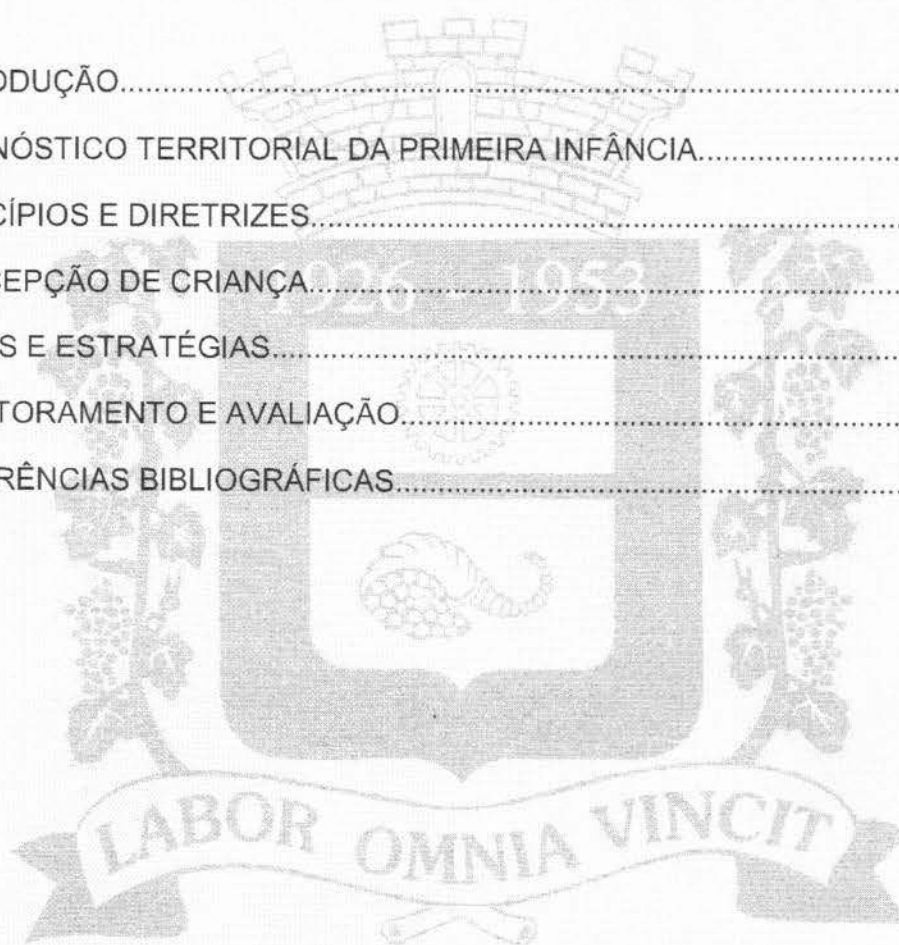 ODUÇÃO
NÓSTICO TERRITORIAL DA PRIMEIRA INFÂNCIA
CÍPIOS E DIRETRIZES
CEPÇÃO DE CRIANÇA
1926 - 1953
S E ESTRATÉGIAS
TORAMENTO E AVALIAÇÃO
RÊNCIAS BIBLIOGRÁFICAS
LABOR OMNIA VINCIT